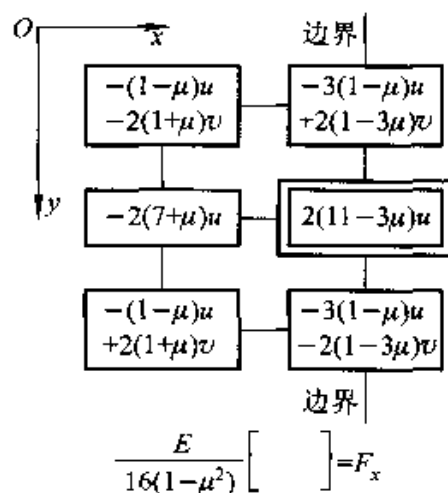 O x 边界
−(1−μ)u −3(1−μ)u
−2(1+μ)v +2(1−3μ)v
y −2(7+μ)u 2(11−3μ)u
−(1−μ)u −3(1−μ)u
+2(1+μ)v −2(1−3μ)v
边界
E/16(1−μ²) [ ]=Fₓ